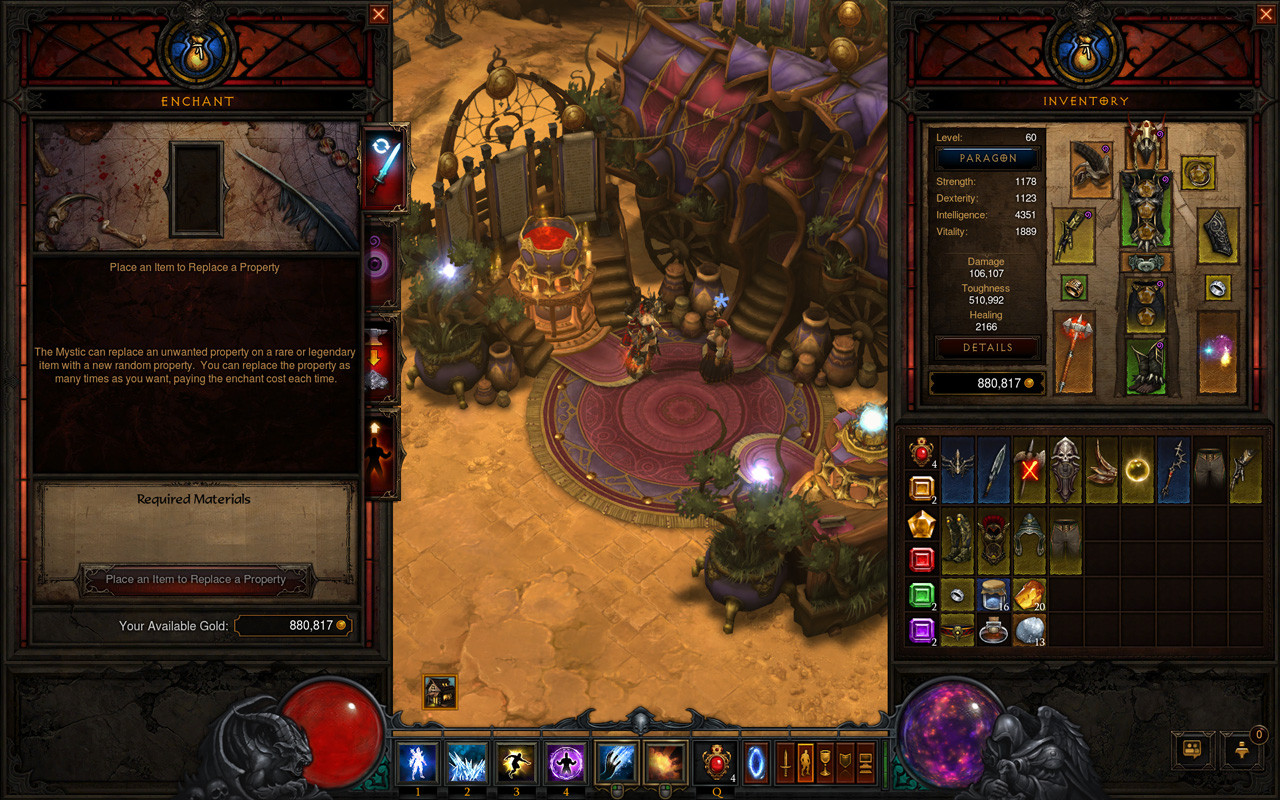 ENCHANT
Place an Item to Replace a Property
The Mystic can replace an unwanted property on a rare or legendary
item with a new random property. You can replace the property as
many times as you want, paying the enchant cost each time.
Required Materials
Place an Item to Replace a Property
Your Available Gold: 880,817
1 2 3 4 Q
4
INVENTORY
Level: 60
PARAGON
Strength: 1178
Dexterity: 1123
Intelligence: 4351
Vitality: 1889
Damage
106,107
Toughness
510,992
Healing
2166
DETAILS
880,817
4
2
2 16 20
2 13
0